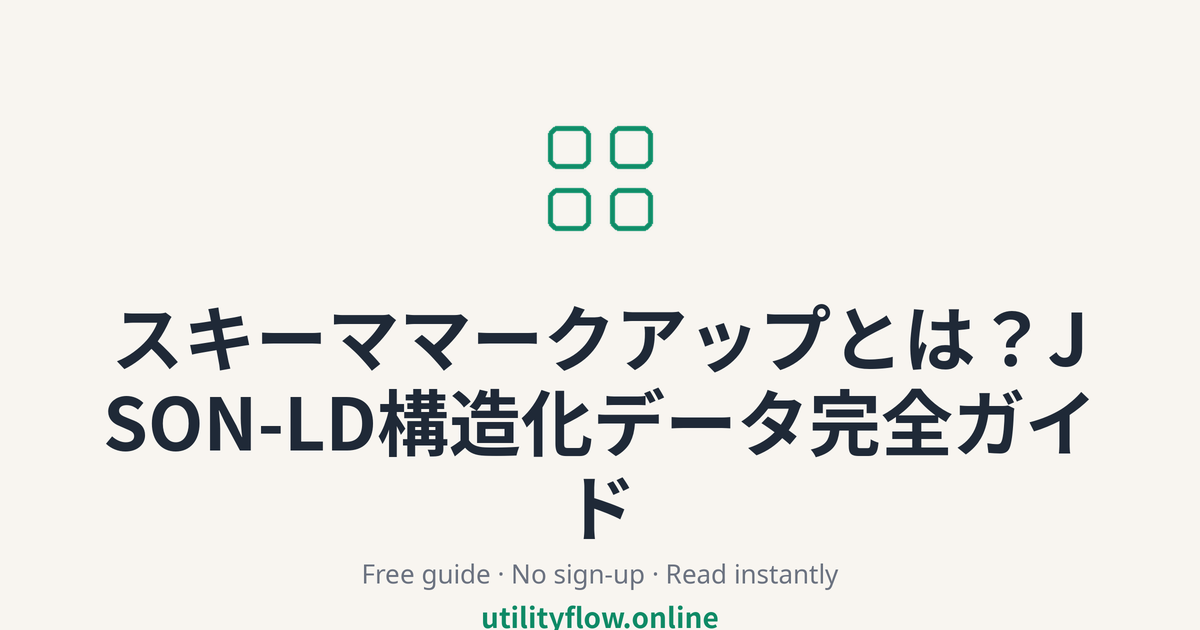 スキーママークアップとは？J
SON-LD構造化データ完全ガイ
ド
Free guide · No sign-up · Read instantly
utilityflow.online